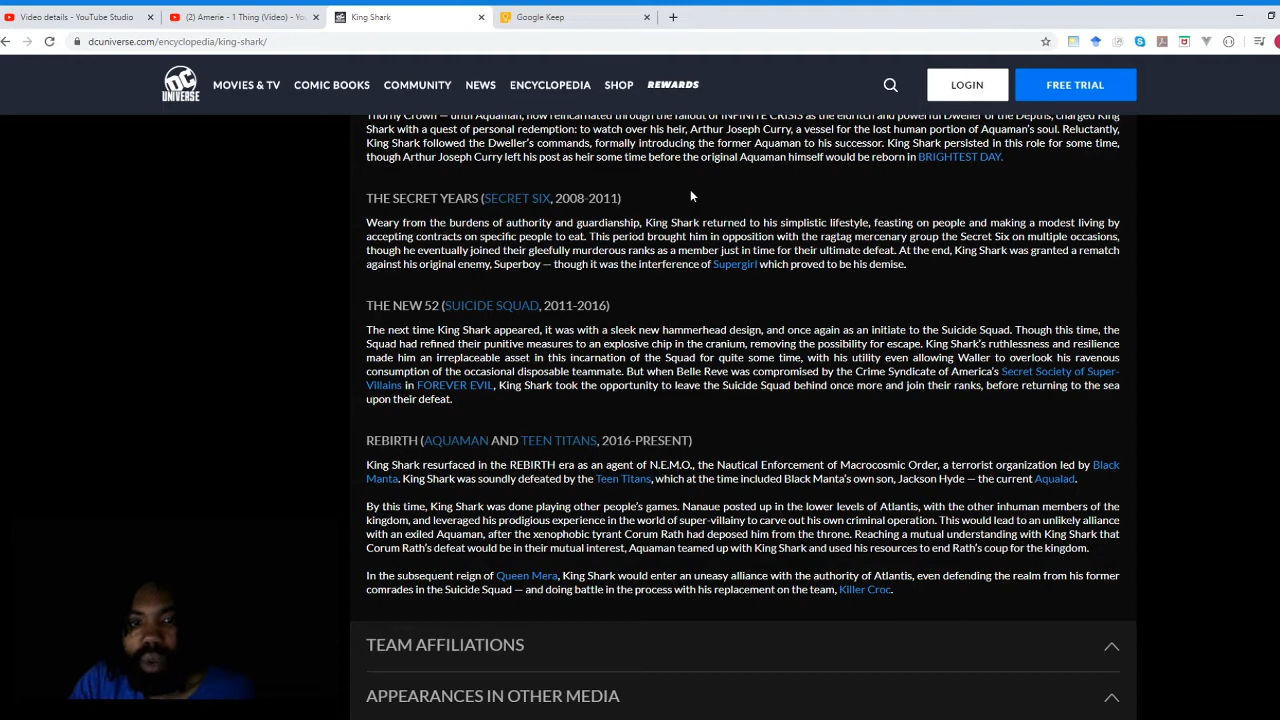 Video details - YouTube Studio
(2) Amerie - 1 Thing (Video) - Yo
King Shark
Google Keep
dcuniverse.com/encyclopedia/king-shark/
DC
UNIVERSE
MOVIES & TV
COMIC BOOKS
COMMUNITY
NEWS
ENCYCLOPEDIA
SHOP
REWARDS
LOGIN
FREE TRIAL
Thorny Crown — until Aquaman, now reincarnated through the fallout of INFINITE CRISIS as the eldritch and powerful Dweller of the Depths, charged King
Shark with a quest of personal redemption: to watch over his heir, Arthur Joseph Curry, a vessel for the lost human portion of Aquaman's soul. Reluctantly,
King Shark followed the Dweller's commands, formally introducing the former Aquaman to his successor. King Shark persisted in this role for some time,
though Arthur Joseph Curry left his post as heir some time before the original Aquaman himself would be reborn in BRIGHTEST DAY.
THE SECRET YEARS (SECRET SIX, 2008-2011)
Weary from the burdens of authority and guardianship, King Shark returned to his simplistic lifestyle, feasting on people and making a modest living by
accepting contracts on specific people to eat. This period brought him in opposition with the ragtag mercenary group the Secret Six on multiple occasions,
though he eventually joined their gleefully murderous ranks as a member just in time for their ultimate defeat. At the end, King Shark was granted a rematch
against his original enemy, Superboy — though it was the interference of Supergirl which proved to be his demise.
THE NEW 52 (SUICIDE SQUAD, 2011-2016)
The next time King Shark appeared, it was with a sleek new hammerhead design, and once again as an initiate to the Suicide Squad. Though this time, the
Squad had refined their punitive measures to an explosive chip in the cranium, removing the possibility for escape. King Shark's ruthlessness and resilience
made him an irreplaceable asset in this incarnation of the Squad for quite some time, with his utility even allowing Waller to overlook his ravenous
consumption of the occasional disposable teammate. But when Belle Reve was compromised by the Crime Syndicate of America's Secret Society of Super-
Villains in FOREVER EVIL, King Shark took the opportunity to leave the Suicide Squad behind once more and join their ranks, before returning to the sea
upon their defeat.
REBIRTH (AQUAMAN AND TEEN TITANS, 2016-PRESENT)
King Shark resurfaced in the REBIRTH era as an agent of N.E.M.O., the Nautical Enforcement of Macrocosmic Order, a terrorist organization led by Black
Manta. King Shark was soundly defeated by the Teen Titans, which at the time included Black Manta's own son, Jackson Hyde — the current Aqualad.
By this time, King Shark was done playing other people's games. Nanaue posted up in the lower levels of Atlantis, with the other inhuman members of the
kingdom, and leveraged his prodigious experience in the world of super-villainy to carve out his own criminal operation. This would lead to an unlikely alliance
with an exiled Aquaman, after the xenophobic tyrant Corum Rath had deposed him from the throne. Reaching a mutual understanding with King Shark that
Corum Rath's defeat would be in their mutual interest, Aquaman teamed up with King Shark and used his resources to end Rath's coup for the kingdom.
In the subsequent reign of Queen Mera, King Shark would enter an uneasy alliance with the authority of Atlantis, even defending the realm from his former
comrades in the Suicide Squad — and doing battle in the process with his replacement on the team, Killer Croc.
TEAM AFFILIATIONS
APPEARANCES IN OTHER MEDIA